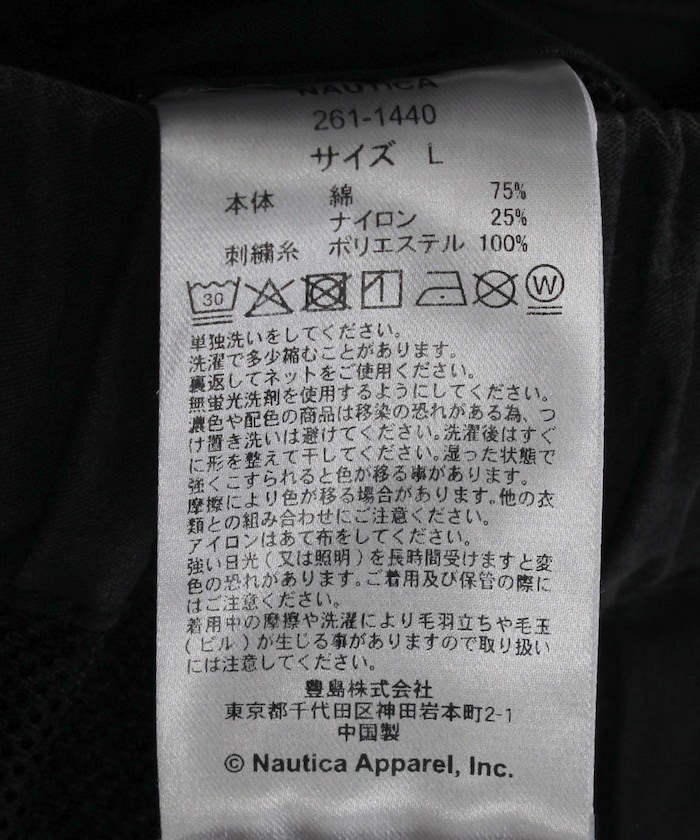 NAUTICA
261-1440
サイズ L
本体 綿 75%
ナイロン 25%
刺繍糸 ポリエステル 100%
30 W
単独洗いをしてください。
洗濯で多少縮むことがあります。
裏返してネットをご使用ください。
無蛍光洗剤を使用するようにしてください。
濃色や配色の商品は移染の恐れがある為、つ
け置き洗いは避けてください。洗濯後はすぐ
に形を整えて干してください。湿った状態で
強くこすられると色が移る事があります。
摩擦により色が移る場合があります。他の衣
類との組み合わせにご注意ください。
アイロンはあて布をしてください。
強い日光(又は照明)を長時間受けますと変
色の恐れがあります。ご着用及び保管の際に
はご注意ください。
着用中の摩擦や洗濯により毛羽立ちや毛玉
(ピル)が生じる事がありますので取り扱い
には注意してください。
豊島株式会社
東京都千代田区神田岩本町2-1
中国製
© Nautica Apparel, Inc.